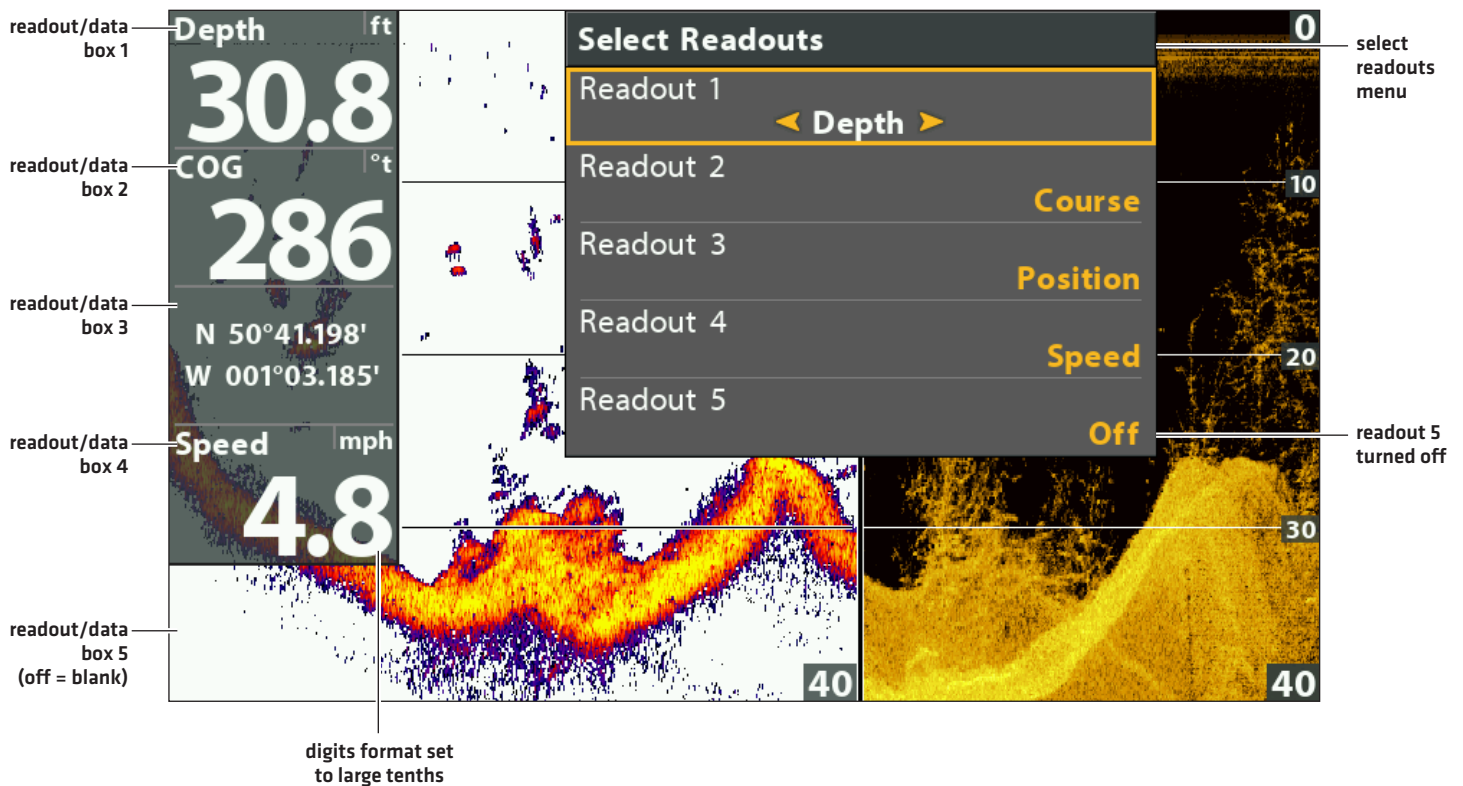 readout/data
box 1
readout/data
box 2
readout/data
box 3
readout/data
box 4
readout/data
box 5
(off = blank)
Depth ft
30.8
COG °t
286
N 50°41.198'
W 001°03.185'
Speed mph
4.8
digits format set
to large tenths
40
Select Readouts
Readout 1
Depth
Readout 2
Course
Readout 3
Position
Readout 4
Speed
Readout 5
Off
0
10
20
30
40
select
readouts
menu
readout 5
turned off